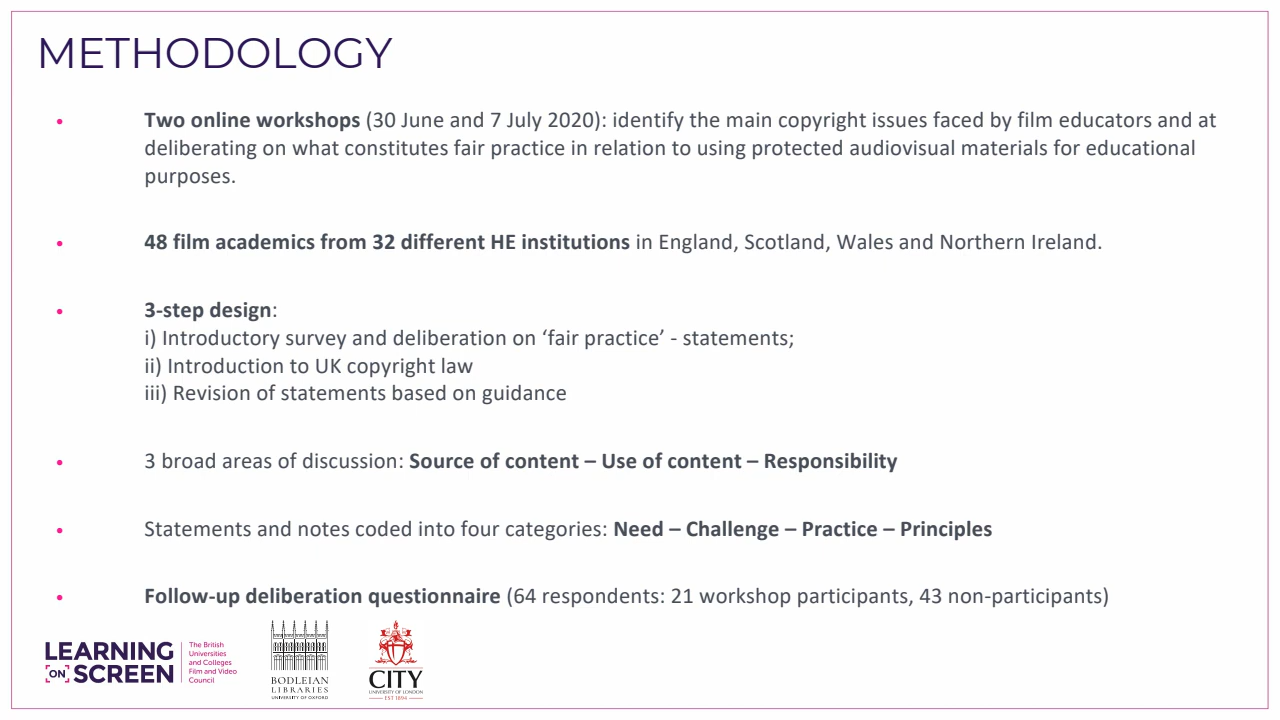 METHODOLOGY
• Two online workshops (30 June and 7 July 2020): identify the main copyright issues faced by film educators and at
deliberating on what constitutes fair practice in relation to using protected audiovisual materials for educational
purposes.
• 48 film academics from 32 different HE institutions in England, Scotland, Wales and Northern Ireland.
• 3-step design:
i) Introductory survey and deliberation on ‘fair practice’ - statements;
ii) Introduction to UK copyright law
iii) Revision of statements based on guidance
• 3 broad areas of discussion: Source of content – Use of content – Responsibility
• Statements and notes coded into four categories: Need – Challenge – Practice – Principles
• Follow-up deliberation questionnaire (64 respondents: 21 workshop participants, 43 non-participants)
LEARNING
ON SCREEN
The British
Universities
and Colleges
Film and Video
Council
BODLEIAN
LIBRARIES
UNIVERSITY OF OXFORD
CITY
UNIVERSITY OF LONDON
EST 1894